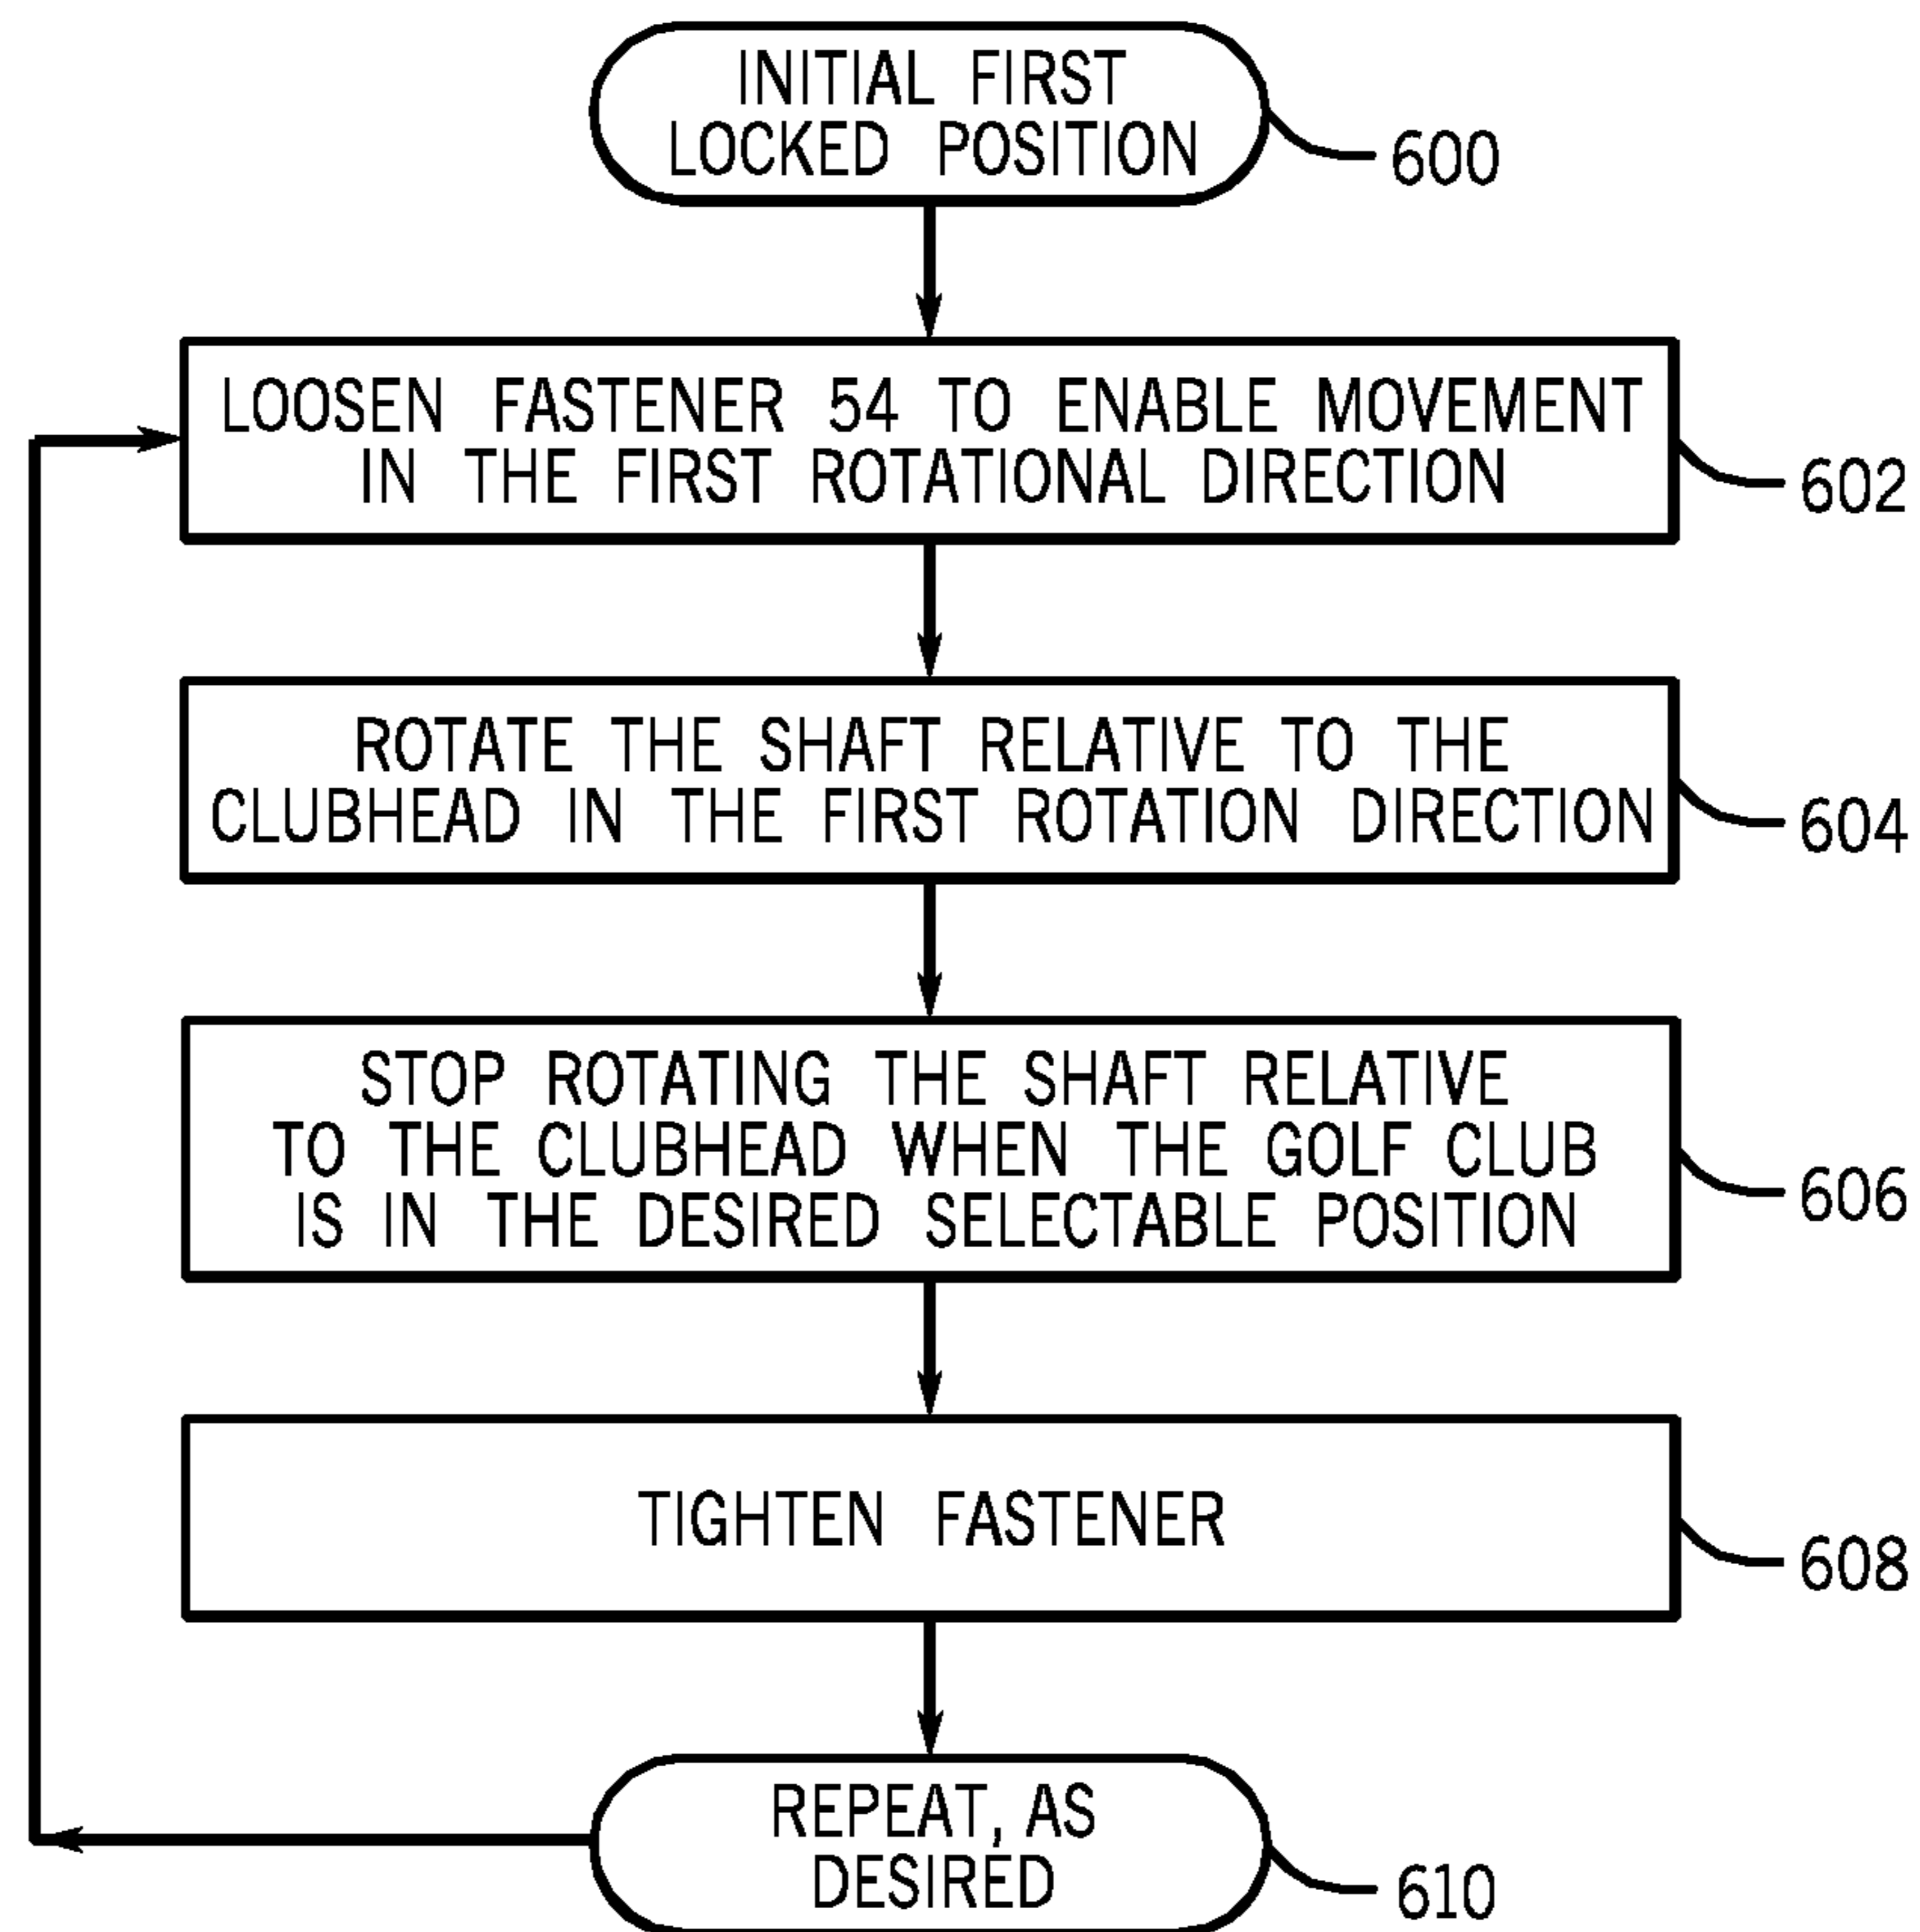 INITIAL FIRST
LOCKED POSITION
600
LOOSEN FASTENER 54 TO ENABLE MOVEMENT
IN THE FIRST ROTATIONAL DIRECTION
602
ROTATE THE SHAFT RELATIVE TO THE
CLUBHEAD IN THE FIRST ROTATION DIRECTION
604
STOP ROTATING THE SHAFT RELATIVE
TO THE CLUBHEAD WHEN THE GOLF CLUB
IS IN THE DESIRED SELECTABLE POSITION
606
TIGHTEN FASTENER
608
REPEAT, AS
DESIRED
610